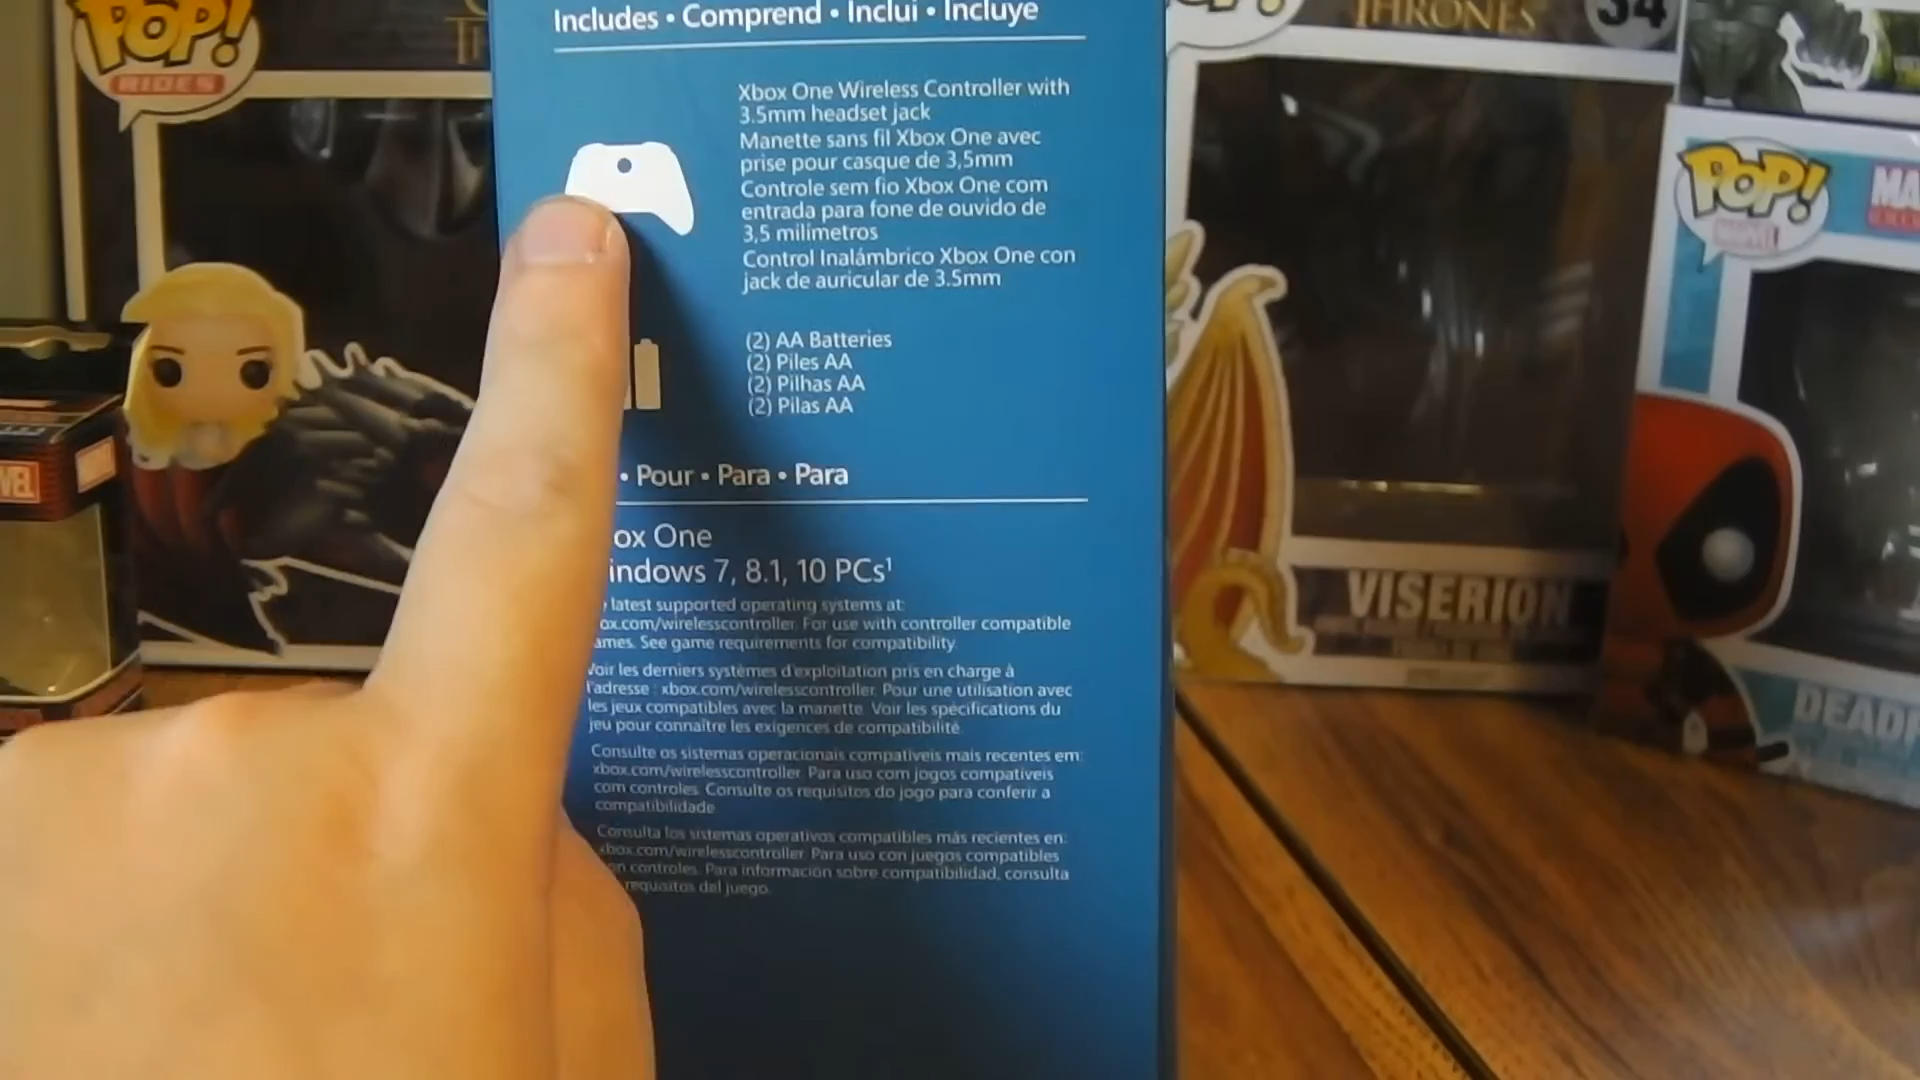 Includes • Comprend • Inclui • Incluye
Xbox One Wireless Controller with
3.5mm headset jack
Manette sans fil Xbox One avec
prise pour casque de 3,5mm
Controle sem fio Xbox One com
entrada para fone de ouvido de
3,5 milímetros
Control Inalámbrico Xbox One con
jack de auricular de 3.5mm
(2) AA Batteries
(2) Piles AA
(2) Pilhas AA
(2) Pilas AA
• Pour • Para • Para
ox One
indows 7, 8.1, 10 PCs¹
latest supported operating systems at:
ox.com/wirelesscontroller. For use with controller compatible
ames. See game requirements for compatibility.
Voir les derniers systèmes d'exploitation pris en charge à
l'adresse : xbox.com/wirelesscontroller. Pour une utilisation avec
les jeux compatibles avec la manette. Voir les spécifications du
jeu pour connaître les exigences de compatibilité.
Consulte os sistemas operacionais compatíveis mais recentes em:
xbox.com/wirelesscontroller. Para uso com jogos compatíveis
com controles. Consulte os requisitos do jogo para conferir a
compatibilidade.
Consulta los sistemas operativos compatibles más recientes en:
xbox.com/wirelesscontroller. Para uso con juegos compatibles
on controles. Para información sobre compatibilidad, consulta
requisitos del juego.
POP!
RIDES
VEL
THRONES
34
VISERION
POP!
MARVEL
MA
DEADP